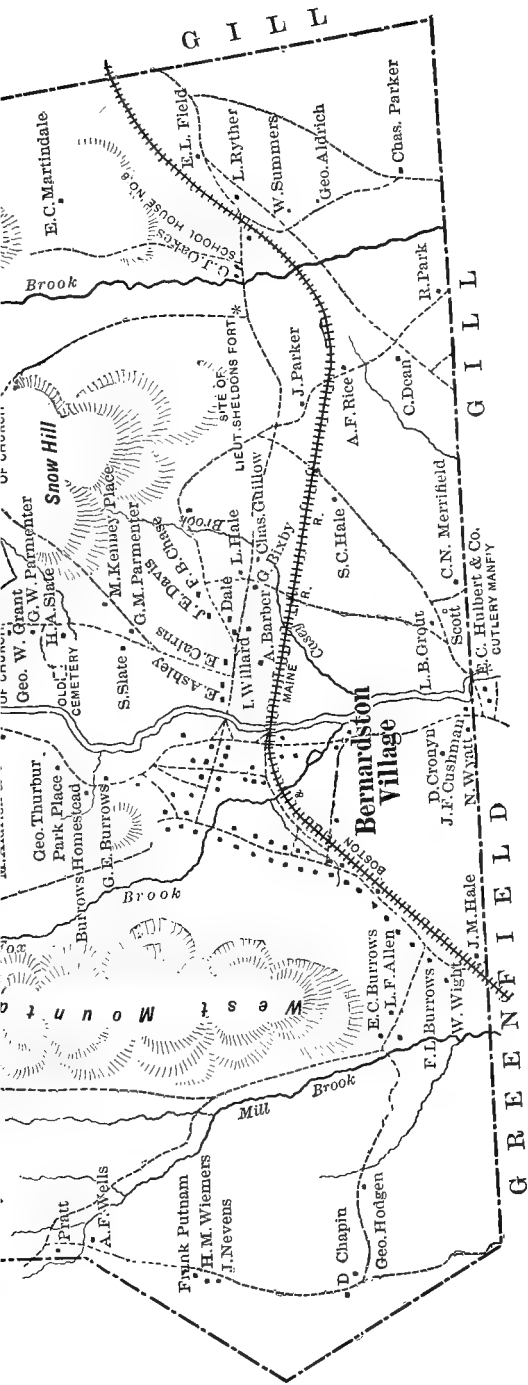 GILL
E.C. Martindale
E.L. Field
L. Ryther
W. Summers
Geo. Aldrich
Chas. Parker
G.J. Oakes
SCHOOL HOUSE NO.8
Brook
R. Park
GILL
SITE OF
LIEUT. SHELDONS FORT
J. Parker
A.F. Rice
C. Dean
Snow Hill
OF CHURCH
Geo. W. Grant
G.W. Parmenter
H.A. Slate
OLD
CEMETERY
M. Kenney Place
G.M. Parmenter
S. Slate
F.B. Chase
J.E. Davis
Brook
L. Hale
Dale
Chas. Guillow
G. Bixby
A. Barber
E. Cairns
E. Ashley
I. Willard
S.C. Hale
C.N. Merrifield
L.B. Grout
Scott
E.C. Hulbert & Co.
CUTLERY MANF'Y
BOSTON & MAINE R. R.
Bernardston
Village
D. Cronyn
J.F. Cushman
N. Wyatt
Geo. Thurbur
Park Place
Burrows Homestead
G.E. Burrows
Brook
West Mounta
E.C. Burrows
L.F. Allen
J.M. Hale
F.L. Burrows
W. Wight
Mill Brook
Pratt
A.F. Wells
Frank Putnam
H.M. Wiemers
J. Nevens
D Chapin
Geo. Hodgen
GREENFIELD